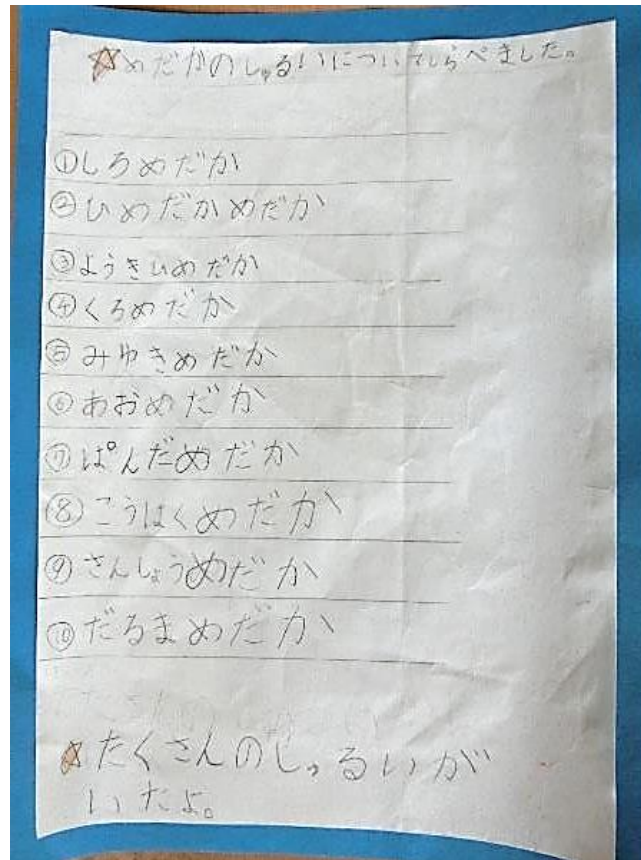 ☆めだかのしゅるいについてしらべました。
①しろめだか
②ひめだかめだか
③ようきひめだか
④くろめだか
⑤みゆきめだか
⑥あおめだか
⑦ぱんだめだか
⑧こうはくめだか
⑨さんしょうめだか
⑩だるまめだか
☆たくさんのしゅるいが
いたよ。